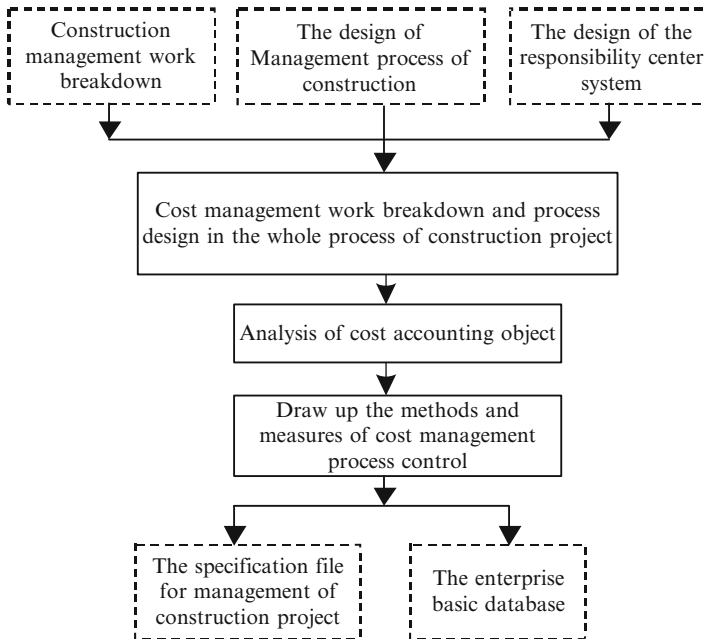 Construction
management work
breakdown
The design of
Management process of
construction
The design of the
responsibility center
system
Cost management work breakdown and process
design in the whole process of construction project
Analysis of cost accounting object
Draw up the methods and
measures of cost management
process control
The specification file
for management of
construction project
The enterprise
basic database